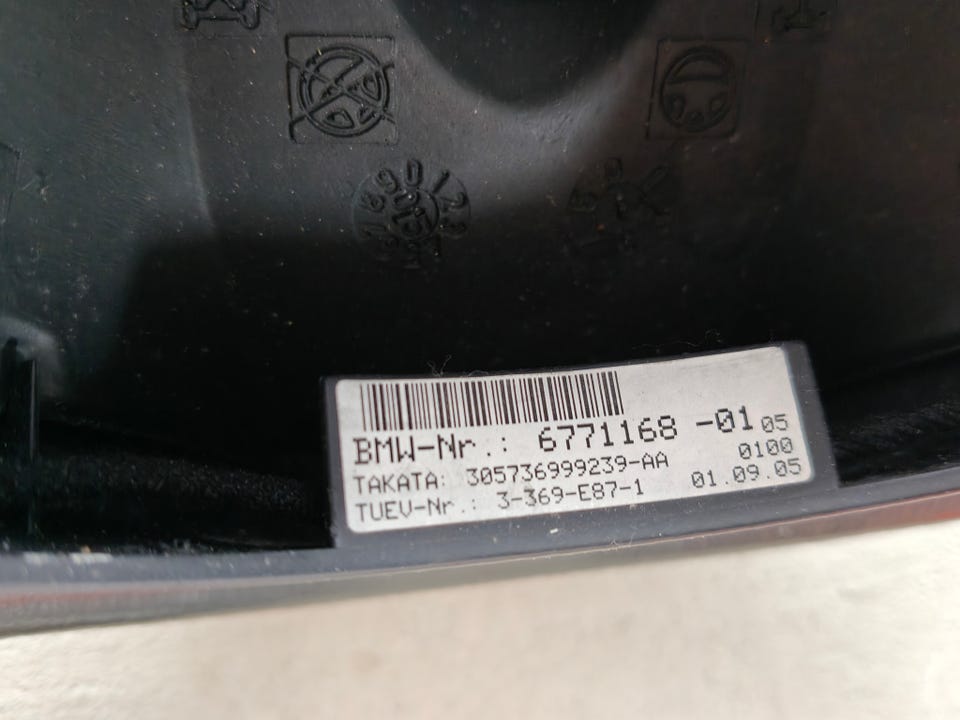 BMW-Nr.: 6771168 -01 05
0100
TAKATA: 305736999239-AA
01.09.05
TUEV-Nr.: 3-369-E87-1